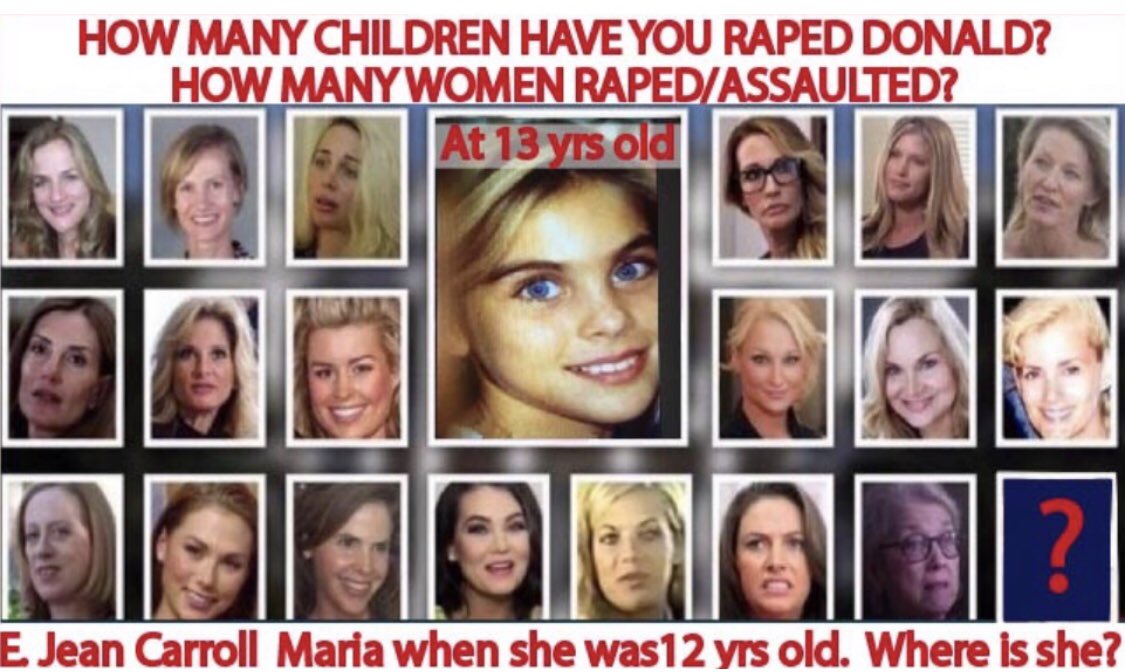 HOW MANY CHILDREN HAVE YOU RAPED DONALD?
HOW MANY WOMEN RAPED/ASSAULTED?
At 13 yrs old
?
E. Jean Carroll Maria when she was12 yrs old. Where is she?